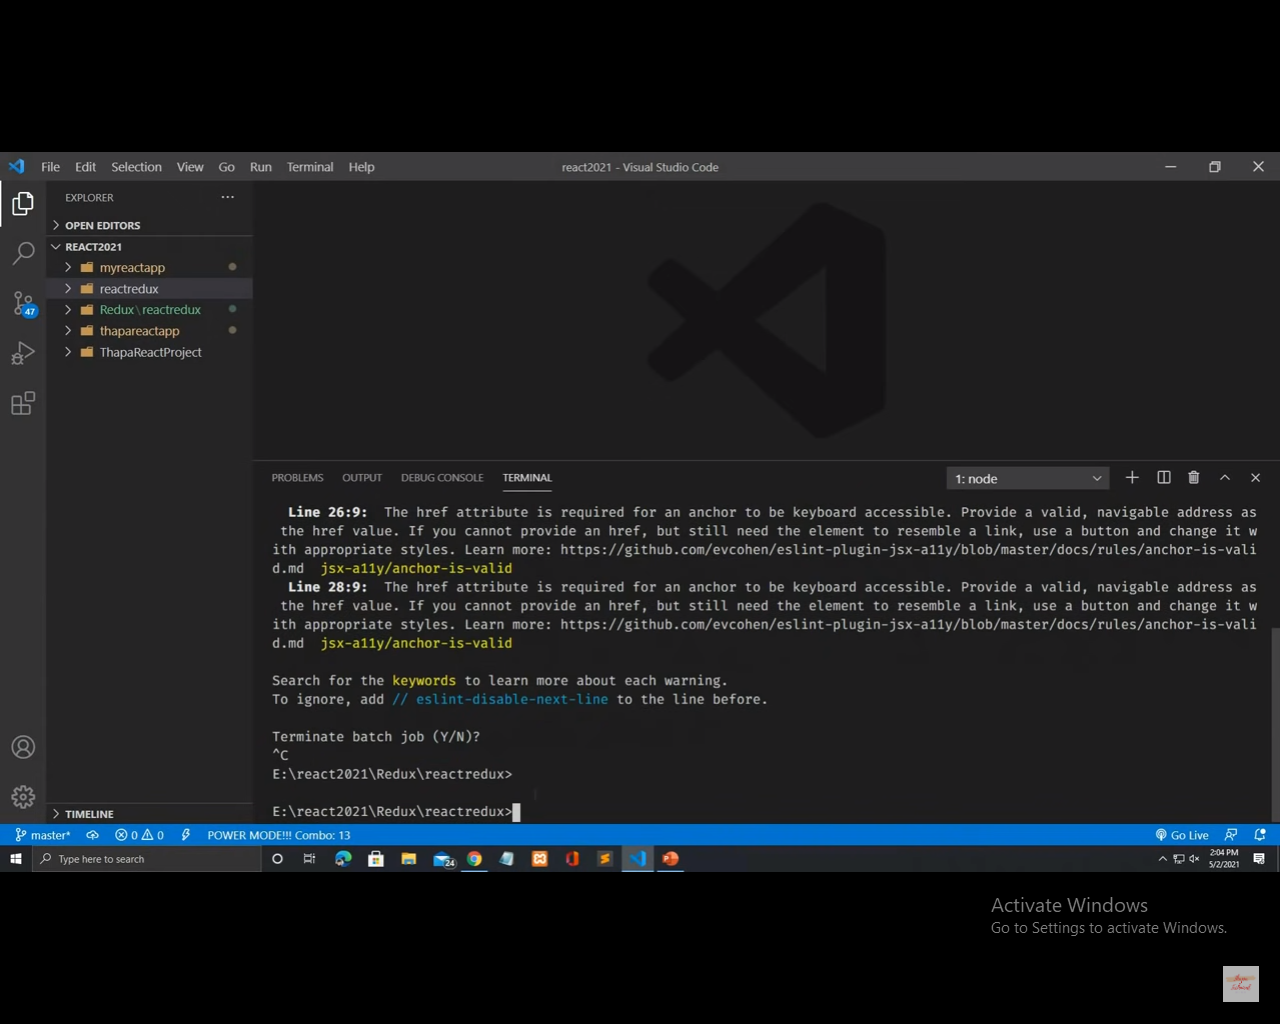 File Edit Selection View Go Run Terminal Help
react2021 - Visual Studio Code
EXPLORER
OPEN EDITORS
REACT2021
myreactapp
reactredux
Redux\reactredux
thapareactapp
ThapaReactProject
TIMELINE
47
PROBLEMS OUTPUT DEBUG CONSOLE TERMINAL
1: node
Line 26:9: The href attribute is required for an anchor to be keyboard accessible. Provide a valid, navigable address as
the href value. If you cannot provide an href, but still need the element to resemble a link, use a button and change it w
ith appropriate styles. Learn more: https://github.com/evcohen/eslint-plugin-jsx-a11y/blob/master/docs/rules/anchor-is-vali
d.md jsx-a11y/anchor-is-valid
Line 28:9: The href attribute is required for an anchor to be keyboard accessible. Provide a valid, navigable address as
the href value. If you cannot provide an href, but still need the element to resemble a link, use a button and change it w
ith appropriate styles. Learn more: https://github.com/evcohen/eslint-plugin-jsx-a11y/blob/master/docs/rules/anchor-is-vali
d.md jsx-a11y/anchor-is-valid
Search for the keywords to learn more about each warning.
To ignore, add // eslint-disable-next-line to the line before.
Terminate batch job (Y/N)?
^C
E:\react2021\Redux\reactredux>
E:\react2021\Redux\reactredux>
master* 0 0 POWER MODE!!! Combo: 13 Go Live
Type here to search
24
2:04 PM
5/2/2021
Activate Windows
Go to Settings to activate Windows.